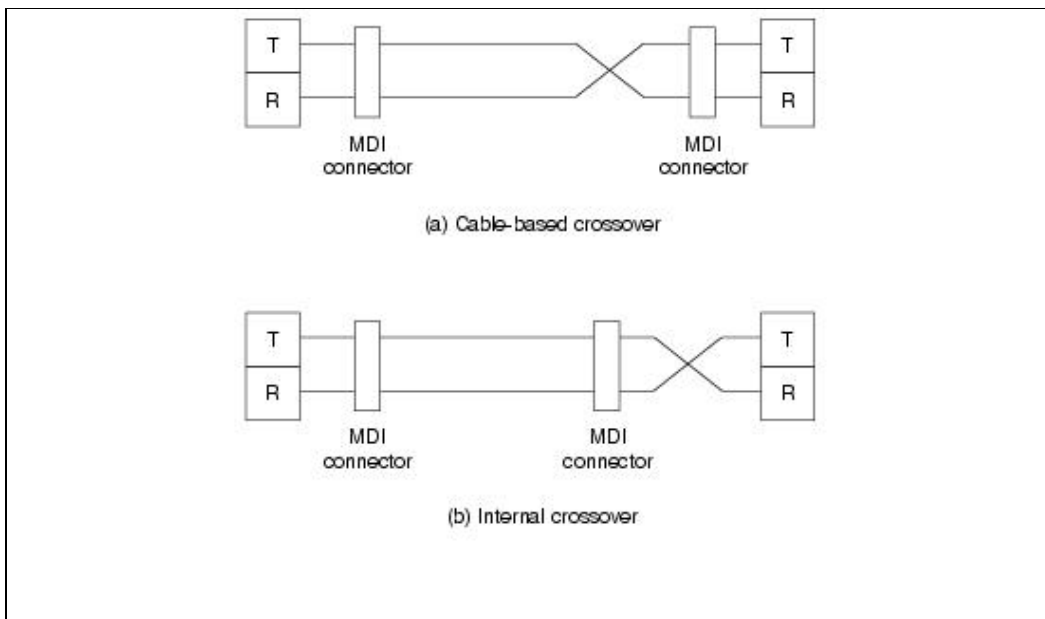 T
T
R
R
MDI
connector
MDI
connector
(a) Cable-based crossover
T
T
R
R
MDI
connector
MDI
connector
(b) Internal crossover